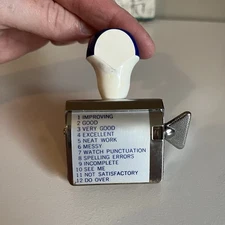 1 IMPROVING
2 GOOD
3 VERY GOOD
4 EXCELLENT
5 NEAT WORK
6 MESSY
7 WATCH PUNCTUATION
8 SPELLING ERRORS
9 INCOMPLETE
10 SEE ME
11 NOT SATISFACTORY
12 DO OVER